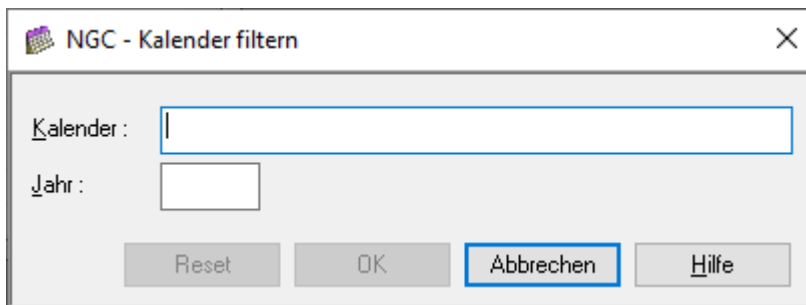 NGC - Kalender filtern
Kalender :
Jahr :
Reset OK Abbrechen Hilfe